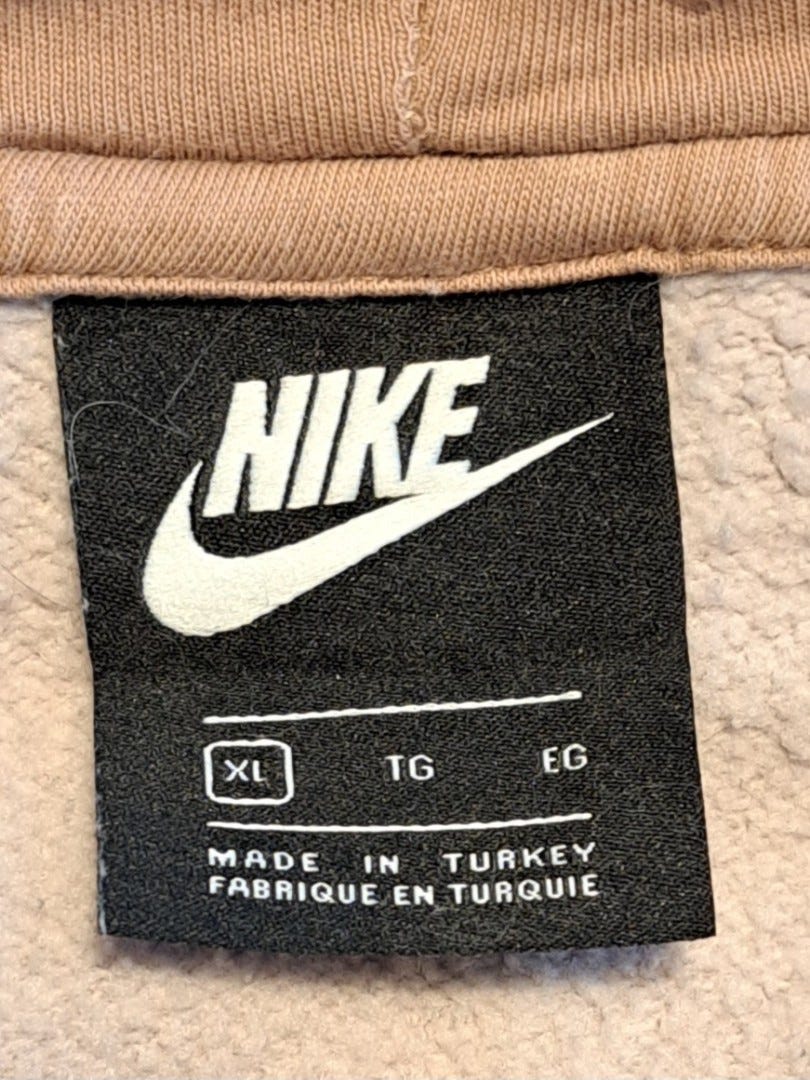 NIKE
XL TG EG
MADE IN TURKEY
FABRIQUE EN TURQUIE